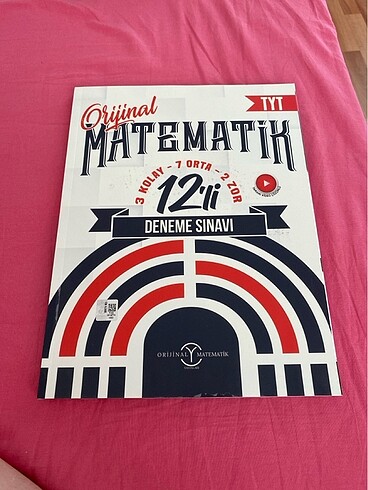 TYT
Orijinal
MATEMATİK
3 KOLAY - 7 ORTA - 2 ZOR
12'li
DENEME SINAVI
ORİJİNAL MATEMATİK